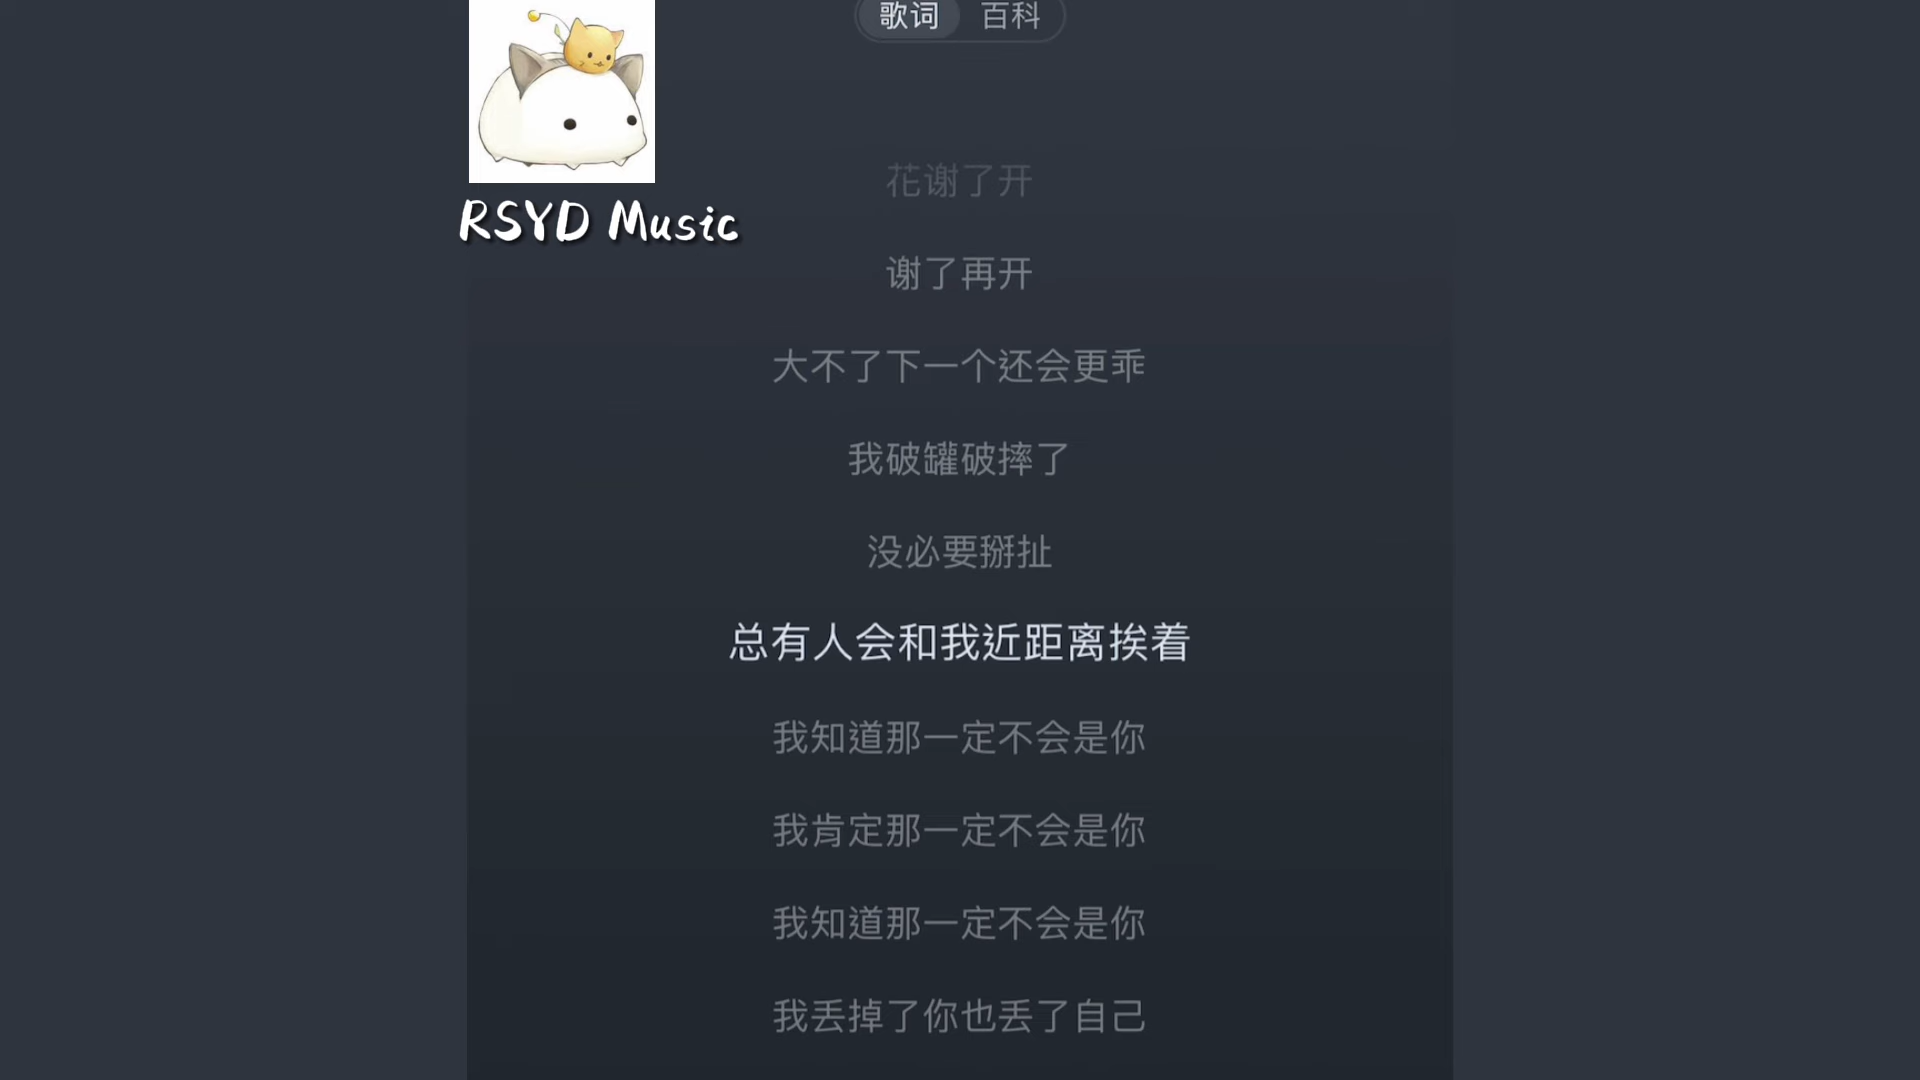 歌词 百科
RSYD Music
花谢了开
谢了再开
大不了下一个还会更乖
我破罐破摔了
没必要掰扯
总有人会和我近距离挨着
我知道那一定不会是你
我肯定那一定不会是你
我知道那一定不会是你
我丢掉了你也丢了自己